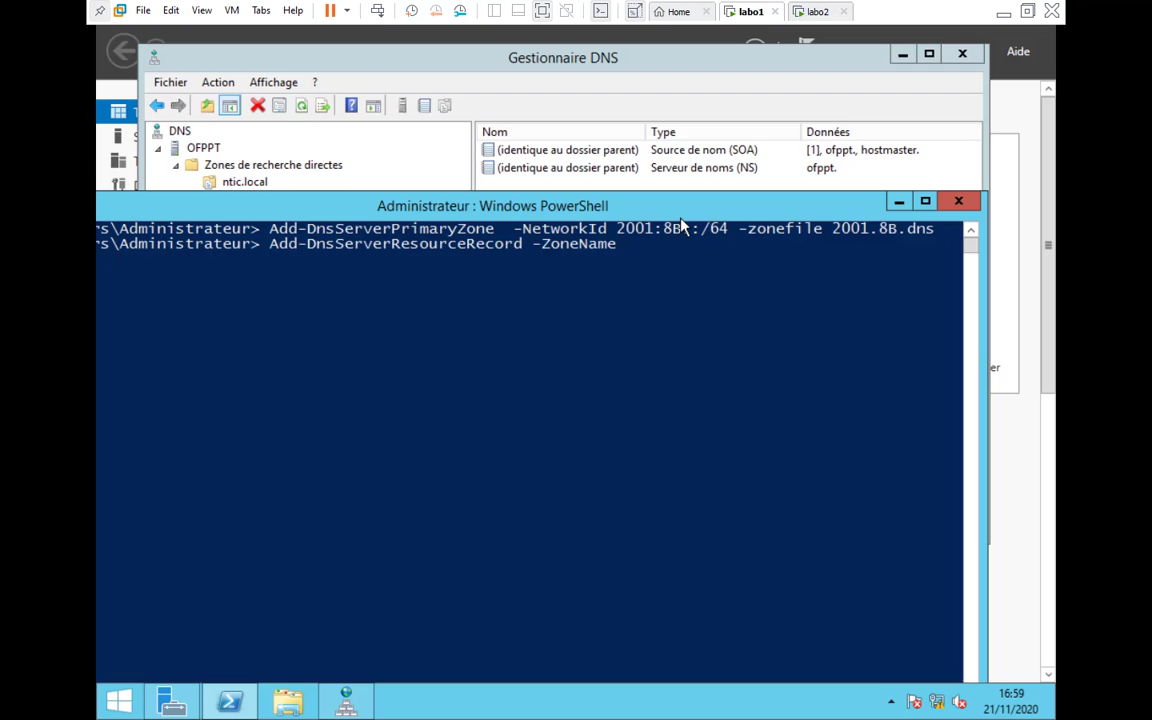 File Edit View VM Tabs Help Home labo1 labo2
Aide
Gestionnaire DNS
Fichier Action Affichage ?
DNS
OFPPT
Zones de recherche directes
ntic.local
Nom Type Données
(identique au dossier parent) Source de nom (SOA) [1], ofppt., hostmaster.
(identique au dossier parent) Serveur de noms (NS) ofppt.
Administrateur : Windows PowerShell
rs\Administrateur> Add-DnsServerPrimaryZone -NetworkId 2001:8B::/64 -zonefile 2001.8B.dns
rs\Administrateur> Add-DnsServerResourceRecord -ZoneName
er
16:59
21/11/2020